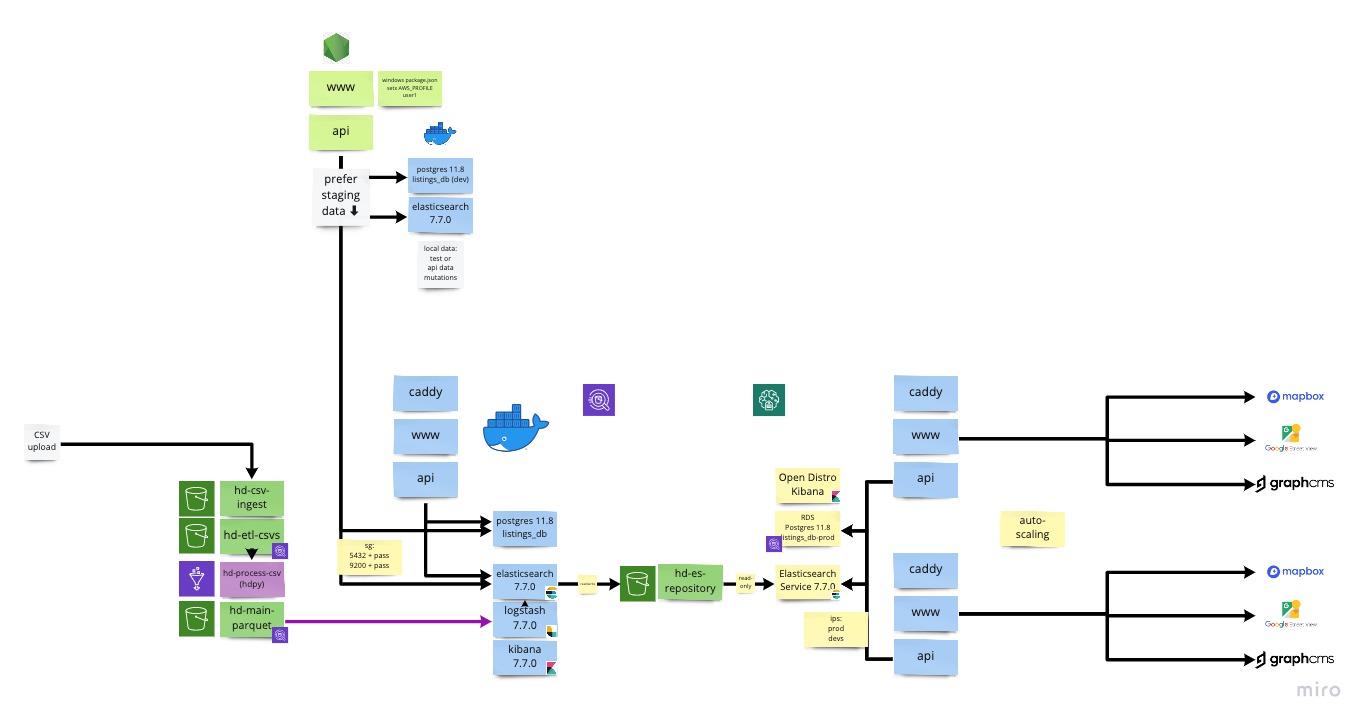 www
windows package.json
sets AWS_PROFILE
user1
api
prefer
staging
data ⬇
postgres 11.8
listings_db (dev)
elasticsearch
7.7.0
local data:
test or
api data
mutations
CSV
upload
hd-csv-
ingest
hd-etl-csvs
hd-process-csv
(hdpy)
hd-main-
parquet
caddy
www
api
sg:
5432 + pass
9200 + pass
postgres 11.8
listings_db
elasticsearch
7.7.0
logstash
7.7.0
kibana
7.7.0
hd-es-
repository
read-
only
Open Distro
Kibana
RDS
Postgres 11.8
listings_db-prod
Elasticsearch
Service 7.7.0
ips:
prod
devs
caddy
www
api
auto-
scaling
caddy
www
api
mapbox
Google Street View
graphcms
mapbox
Google Street View
graphcms
miro